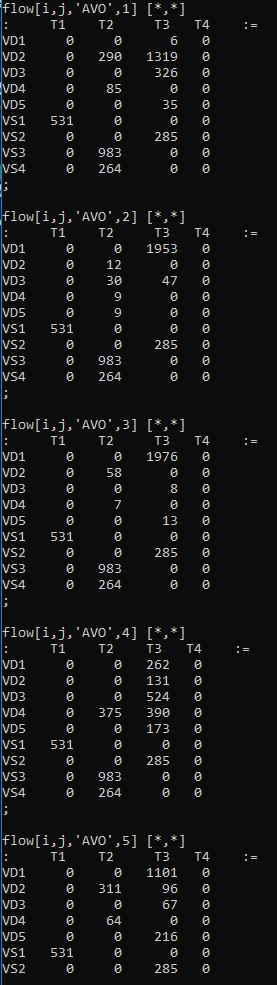 flow[i,j,'AVO',1] [*,*]
:     T1    T2    T3   T4    :=
VD1    0     0     6    0
VD2    0   290  1319    0
VD3    0     0   326    0
VD4    0    85     0    0
VD5    0     0    35    0
VS1  531     0     0    0
VS2    0     0   285    0
VS3    0   983     0    0
VS4    0   264     0    0
;
flow[i,j,'AVO',2] [*,*]
:     T1    T2    T3   T4    :=
VD1    0     0  1953    0
VD2    0    12     0    0
VD3    0    30    47    0
VD4    0     9     0    0
VD5    0     9     0    0
VS1  531     0     0    0
VS2    0     0   285    0
VS3    0   983     0    0
VS4    0   264     0    0
;
flow[i,j,'AVO',3] [*,*]
:     T1    T2    T3   T4    :=
VD1    0     0  1976    0
VD2    0    58     0    0
VD3    0     0     8    0
VD4    0     7     0    0
VD5    0     0    13    0
VS1  531     0     0    0
VS2    0     0   285    0
VS3    0   983     0    0
VS4    0   264     0    0
;
flow[i,j,'AVO',4] [*,*]
:     T1    T2    T3  T4    :=
VD1    0     0   262   0
VD2    0     0   131   0
VD3    0     0   524   0
VD4    0   375   390   0
VD5    0     0   173   0
VS1  531     0     0   0
VS2    0     0   285   0
VS3    0   983     0   0
VS4    0   264     0   0
;
flow[i,j,'AVO',5] [*,*]
:     T1    T2    T3   T4    :=
VD1    0     0  1101    0
VD2    0   311    96    0
VD3    0     0    67    0
VD4    0    64     0    0
VD5    0     0   216    0
VS1  531     0     0    0
VS2    0     0   285    0